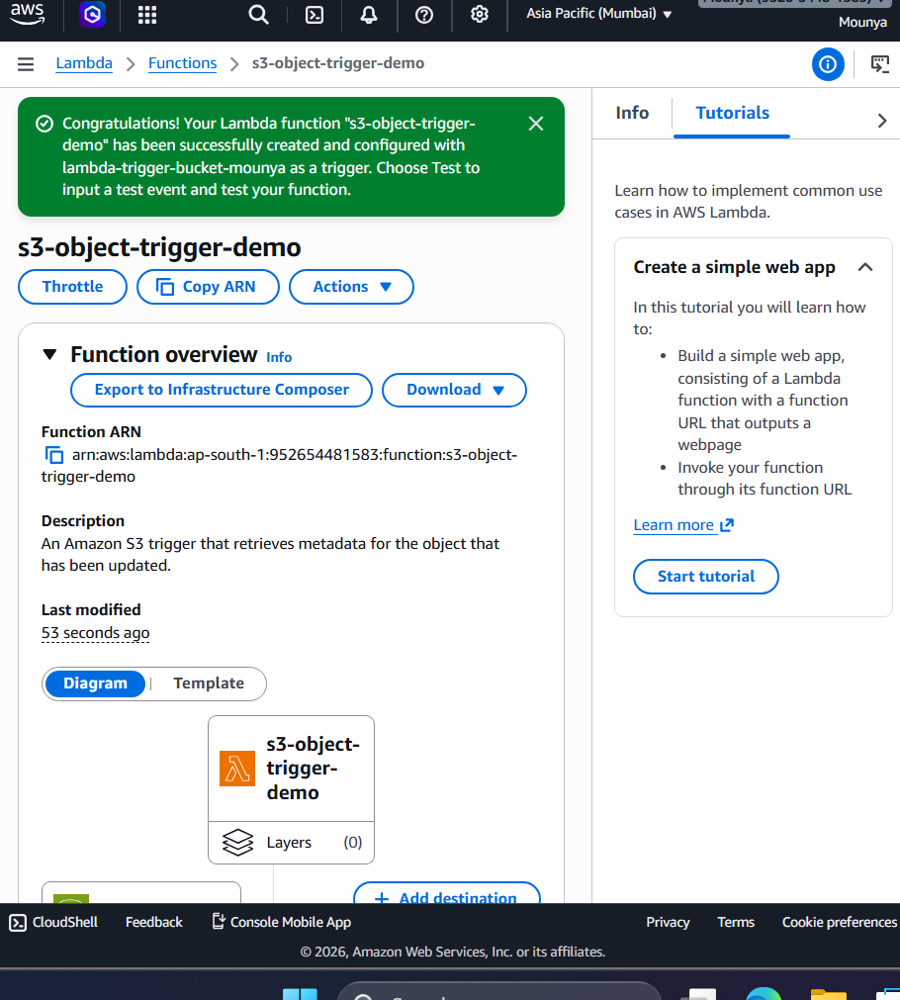 aws
Asia Pacific (Mumbai)
Mounya
Lambda
Functions
s3-object-trigger-demo
Congratulations! Your Lambda function "s3-object-trigger-
demo" has been successfully created and configured with
lambda-trigger-bucket-mounya as a trigger. Choose Test to
input a test event and test your function.
s3-object-trigger-demo
Throttle
Copy ARN
Actions
Function overview Info
Export to Infrastructure Composer
Download
Function ARN
arn:aws:lambda:ap-south-1:952654481583:function:s3-object-
trigger-demo
Description
An Amazon S3 trigger that retrieves metadata for the object that
has been updated.
Last modified
53 seconds ago
Diagram
Template
s3-object-
trigger-
demo
Layers (0)
+ Add destination
Info
Tutorials
Learn how to implement common use
cases in AWS Lambda.
Create a simple web app
In this tutorial you will learn how
to:
• Build a simple web app,
consisting of a Lambda
function with a function
URL that outputs a
webpage
• Invoke your function
through its function URL
Learn more
Start tutorial
CloudShell
Feedback
Console Mobile App
Privacy
Terms
Cookie preferences
© 2026, Amazon Web Services, Inc. or its affiliates.